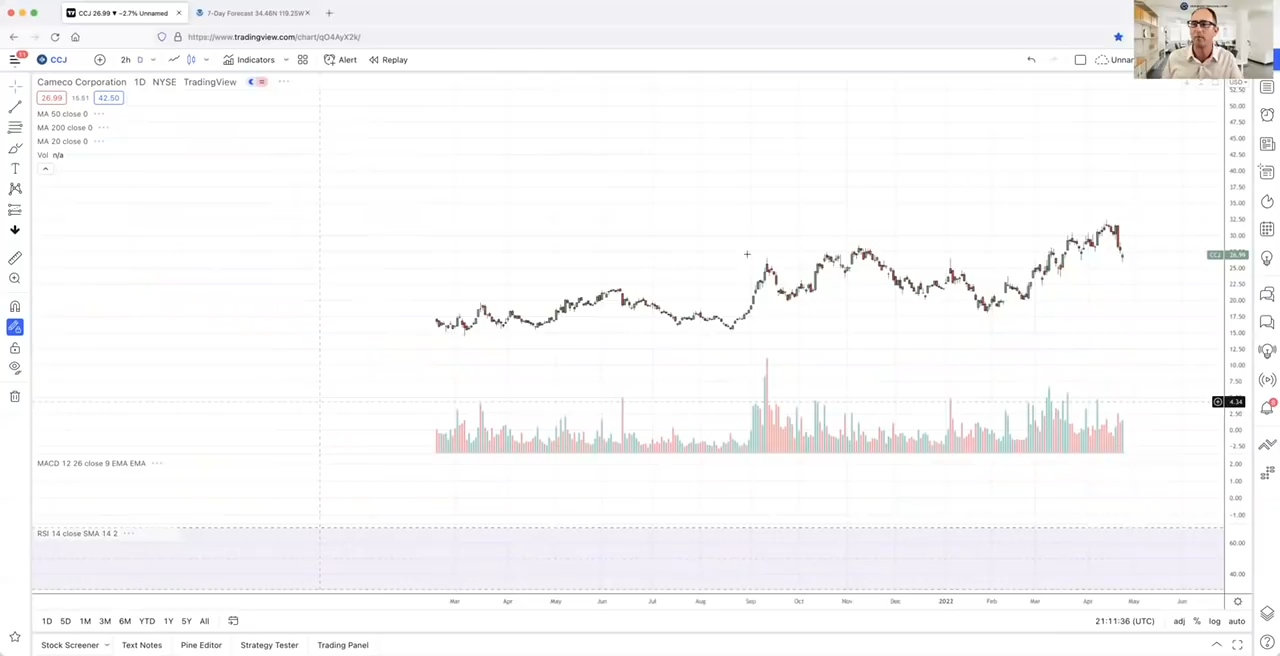 CCJ 26.99 ▼ −2.7% Unnamed
7-Day Forecast 34.46N 119.25W
https://www.tradingview.com/chart/qO4AyX2k/
11
CCJ
2h
D
Indicators
Alert
Replay
Cameco Corporation 1D NYSE TradingView
26.99 15.51 42.50
MA 50 close 0
MA 200 close 0
MA 20 close 0
Vol n/a
USD
52.50
50.00
47.50
45.00
42.50
40.00
37.50
35.00
32.50
30.00
CCJ 26.99
25.00
22.50
20.00
17.50
15.00
12.50
10.00
7.50
4.34
2.50
0.00
−2.50
MACD 12 26 close 9 EMA EMA
2.00
1.00
0.00
−1.00
RSI 14 close SMA 14 2
60.00
40.00
Mar Apr May Jun Jul Aug Sep Oct Nov Dec 2022 Feb Mar Apr May Jun
1D 5D 1M 3M 6M YTD 1Y 5Y All
21:11:36 (UTC) adj % log auto
Stock Screener Text Notes Pine Editor Strategy Tester Trading Panel